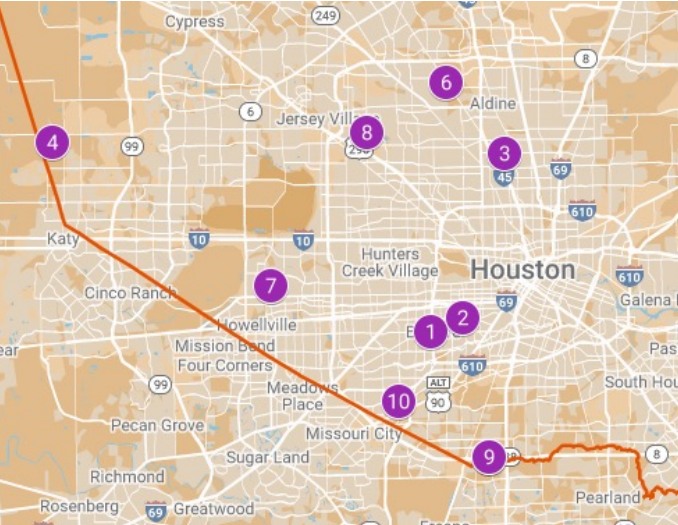 Cypress
249
8
6
Aldine
6
Jersey Villa
8
4
99
3
45
69
610
Katy
10
10
Hunters
Creek Village
Houston
610
7
Cinco Ranch
69
Galena
2
1
Howellville
Mission Bend
Four Corners
610
Pas
99
Meadows
Place
ALT
90
South Hou
10
Pecan Grove
Missouri City
Sugar Land
9
8
Richmond
Pearland
Rosenberg
69
Greatwood